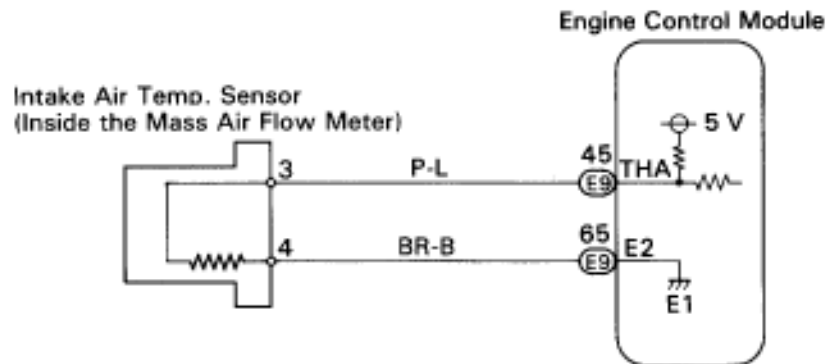 Engine Control Module
Intake Air Temp. Sensor
(Inside the Mass Air Flow Meter)
5 V
3
P-L
45
E9
THA
4
BR-B
65
E9
E2
E1